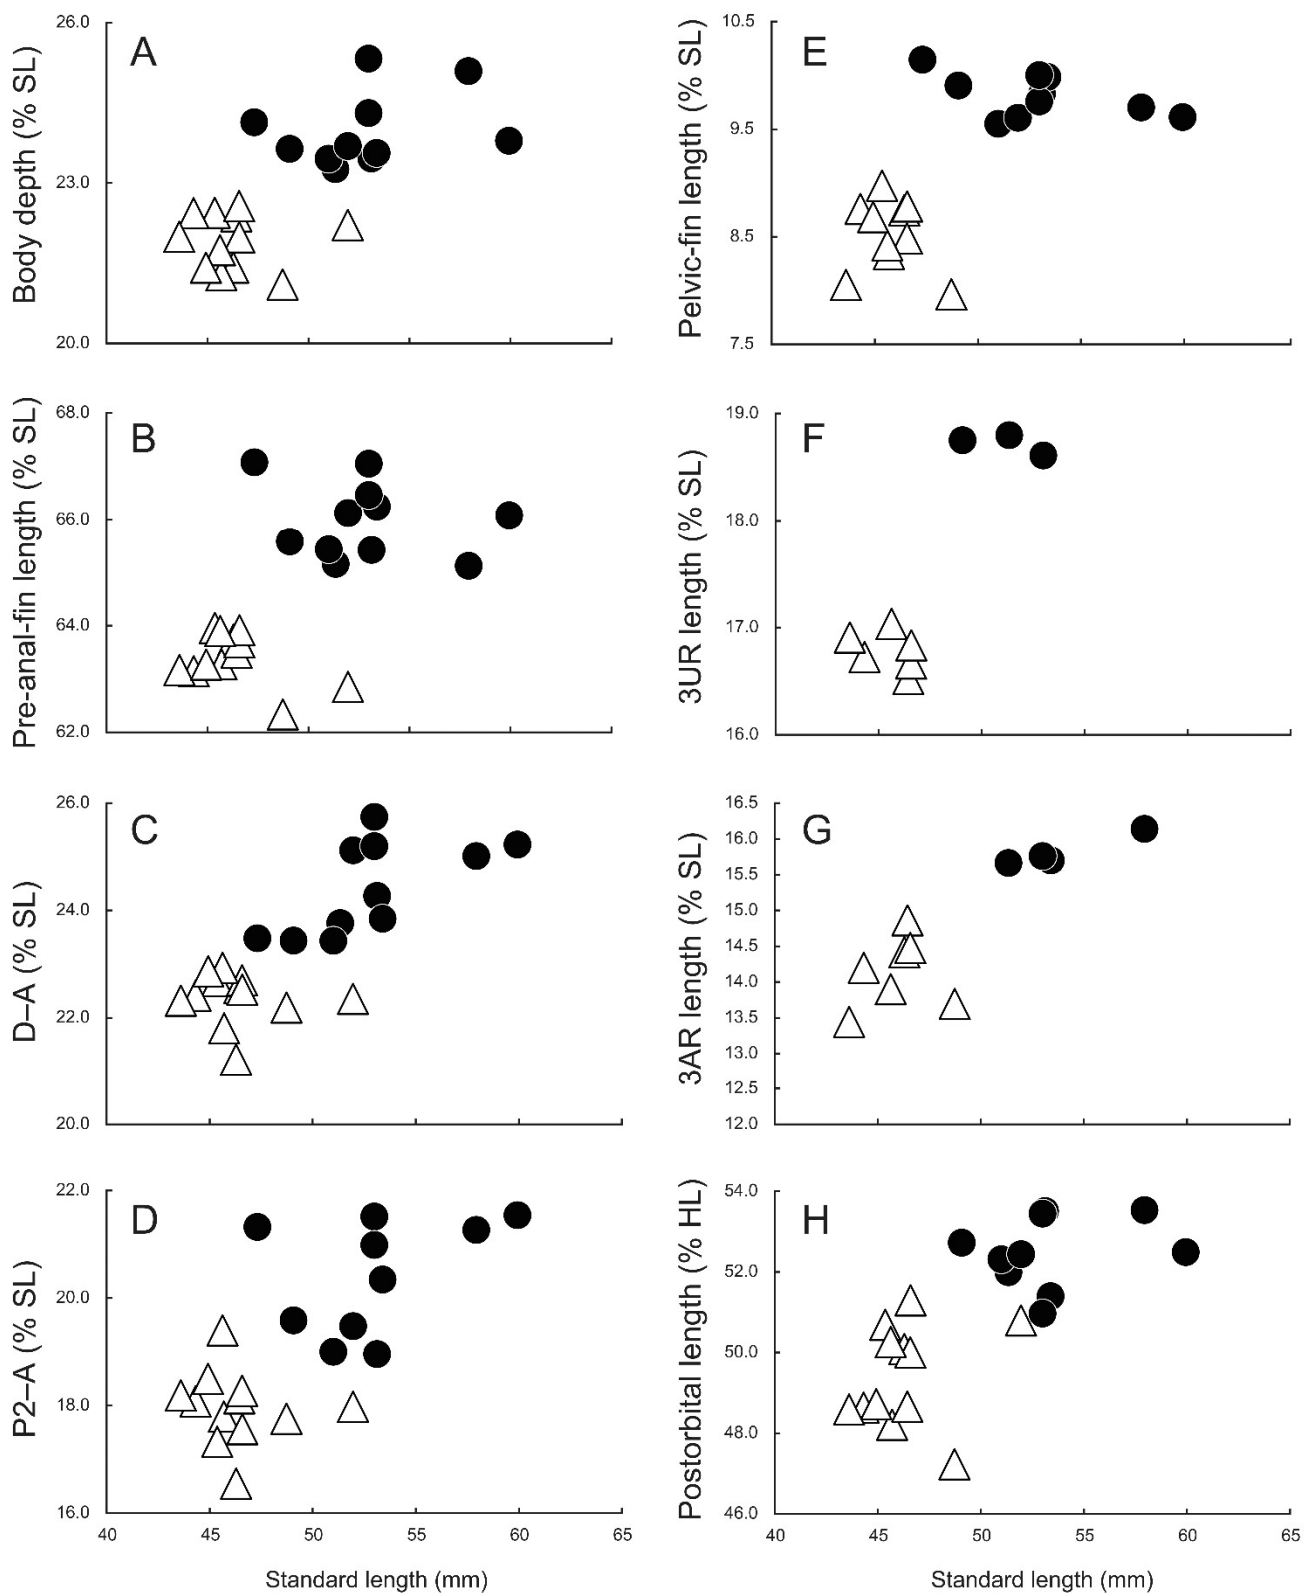 A
Body depth (% SL)
26.0
23.0
20.0
B
Pre-anal-fin length (% SL)
68.0
66.0
64.0
62.0
C
D–A (% SL)
26.0
24.0
22.0
20.0
D
P2–A (% SL)
22.0
20.0
18.0
16.0
40 45 50 55 60 65
Standard length (mm)
E
Pelvic-fin length (% SL)
10.5
9.5
8.5
7.5
F
3UR length (% SL)
19.0
18.0
17.0
16.0
G
3AR length (% SL)
16.5
16.0
15.5
15.0
14.5
14.0
13.5
13.0
12.5
12.0
H
Postorbital length (% HL)
54.0
52.0
50.0
48.0
46.0
40 45 50 55 60 65
Standard length (mm)